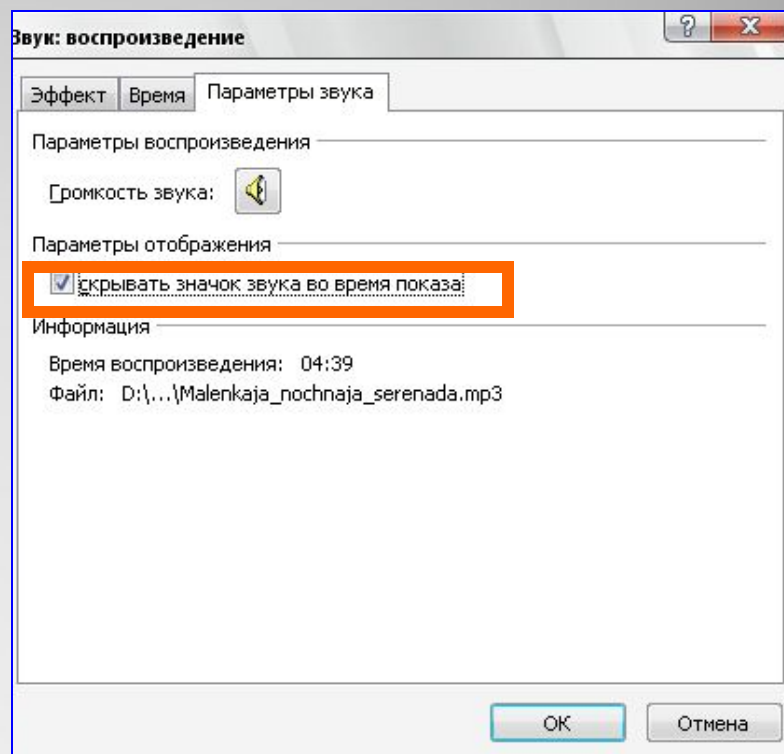 Звук: воспроизведение
?
X
Эффект Время Параметры звука
Параметры воспроизведения
Громкость звука:
Параметры отображения
скрывать значок звука во время показа
Информация
Время воспроизведения: 04:39
Файл: D:\...\Malenkaja_nochnaja_serenada.mp3
ОК Отмена